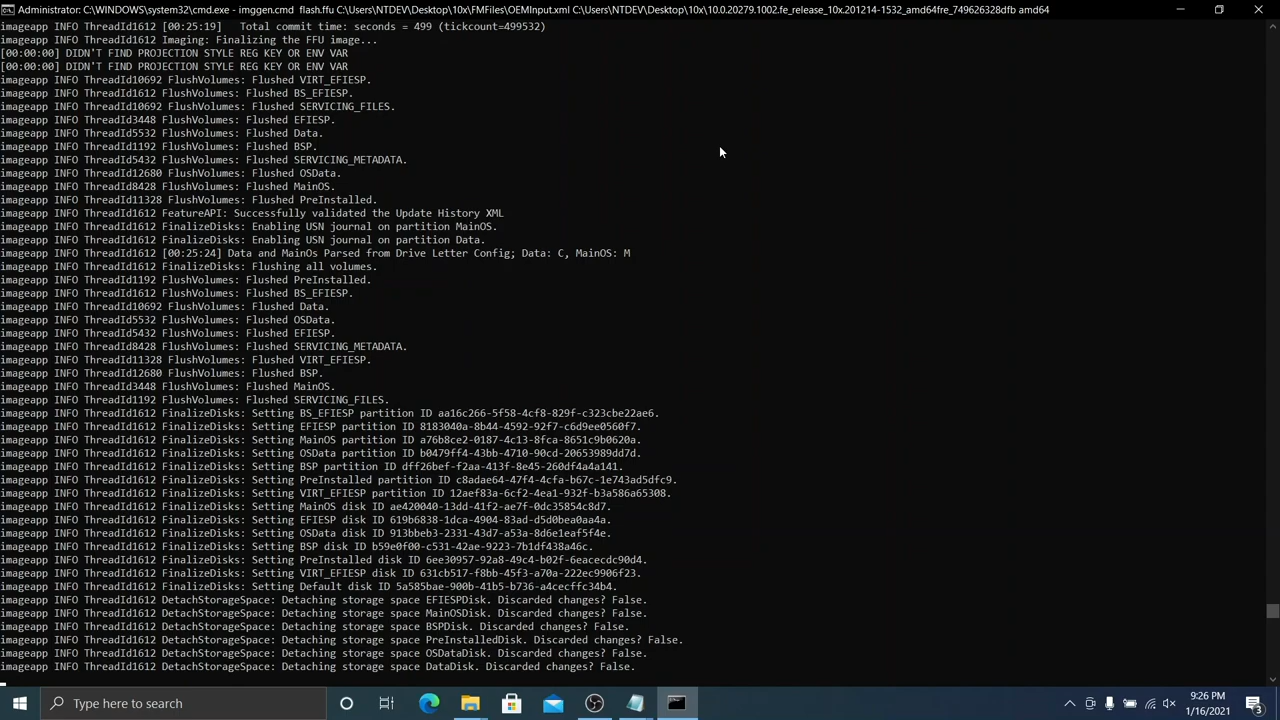 Administrator: C:\WINDOWS\system32\cmd.exe - imggen.cmd  flash.ffu C:\Users\NTDEV\Desktop\10x\FMFiles\OEMInput.xml C:\Users\NTDEV\Desktop\10x\10.0.20279.1002.fe_release_10x.201214-1532_amd64fre_749626328dfb amd64
imageapp INFO ThreadId1612 [00:25:19]   Total commit time: seconds = 499 (tickcount=499532)
imageapp INFO ThreadId1612 Imaging: Finalizing the FFU image...
[00:00:00] DIDN'T FIND PROJECTION STYLE REG KEY OR ENV VAR
[00:00:00] DIDN'T FIND PROJECTION STYLE REG KEY OR ENV VAR
imageapp INFO ThreadId10692 FlushVolumes: Flushed VIRT_EFIESP.
imageapp INFO ThreadId1612 FlushVolumes: Flushed BS_EFIESP.
imageapp INFO ThreadId10692 FlushVolumes: Flushed SERVICING_FILES.
imageapp INFO ThreadId3448 FlushVolumes: Flushed EFIESP.
imageapp INFO ThreadId5532 FlushVolumes: Flushed Data.
imageapp INFO ThreadId1192 FlushVolumes: Flushed BSP.
imageapp INFO ThreadId5432 FlushVolumes: Flushed SERVICING_METADATA.
imageapp INFO ThreadId12680 FlushVolumes: Flushed OSData.
imageapp INFO ThreadId8428 FlushVolumes: Flushed MainOS.
imageapp INFO ThreadId11328 FlushVolumes: Flushed PreInstalled.
imageapp INFO ThreadId1612 FeatureAPI: Successfully validated the Update History XML
imageapp INFO ThreadId1612 FinalizeDisks: Enabling USN journal on partition MainOS.
imageapp INFO ThreadId1612 FinalizeDisks: Enabling USN journal on partition Data.
imageapp INFO ThreadId1612 [00:25:24] Data and MainOs Parsed from Drive Letter Config; Data: C, MainOS: M
imageapp INFO ThreadId1612 FinalizeDisks: Flushing all volumes.
imageapp INFO ThreadId1192 FlushVolumes: Flushed PreInstalled.
imageapp INFO ThreadId1612 FlushVolumes: Flushed BS_EFIESP.
imageapp INFO ThreadId10692 FlushVolumes: Flushed Data.
imageapp INFO ThreadId5532 FlushVolumes: Flushed OSData.
imageapp INFO ThreadId5432 FlushVolumes: Flushed EFIESP.
imageapp INFO ThreadId8428 FlushVolumes: Flushed SERVICING_METADATA.
imageapp INFO ThreadId11328 FlushVolumes: Flushed VIRT_EFIESP.
imageapp INFO ThreadId12680 FlushVolumes: Flushed BSP.
imageapp INFO ThreadId3448 FlushVolumes: Flushed MainOS.
imageapp INFO ThreadId1192 FlushVolumes: Flushed SERVICING_FILES.
imageapp INFO ThreadId1612 FinalizeDisks: Setting BS_EFIESP partition ID aa16c266-5f58-4cf8-829f-c323cbe22ae6.
imageapp INFO ThreadId1612 FinalizeDisks: Setting EFIESP partition ID 8183040a-8b44-4592-92f7-c6d9ee0560f7.
imageapp INFO ThreadId1612 FinalizeDisks: Setting MainOS partition ID a76b8ce2-0187-4c13-8fca-8651c9b0620a.
imageapp INFO ThreadId1612 FinalizeDisks: Setting OSData partition ID b0479ff4-43bb-4710-90cd-20653989dd7d.
imageapp INFO ThreadId1612 FinalizeDisks: Setting BSP partition ID dff26bef-f2aa-413f-8e45-260df4a4a141.
imageapp INFO ThreadId1612 FinalizeDisks: Setting PreInstalled partition ID c8adae64-47f4-4cfa-b67c-1e743ad5dfc9.
imageapp INFO ThreadId1612 FinalizeDisks: Setting VIRT_EFIESP partition ID 12aef83a-6cf2-4ea1-932f-b3a586a65308.
imageapp INFO ThreadId1612 FinalizeDisks: Setting MainOS disk ID ae420040-13dd-41f2-ae7f-0dc35854c8d7.
imageapp INFO ThreadId1612 FinalizeDisks: Setting EFIESP disk ID 619b6838-1dca-4904-83ad-d5d0bea0aa4a.
imageapp INFO ThreadId1612 FinalizeDisks: Setting OSData disk ID 913bbeb3-2331-43d7-a53a-8d6e1eaf5f4e.
imageapp INFO ThreadId1612 FinalizeDisks: Setting BSP disk ID b59e0f00-c531-42ae-9223-7b1df438a46c.
imageapp INFO ThreadId1612 FinalizeDisks: Setting PreInstalled disk ID 6ee30957-92a8-49c4-b02f-6eacecdc90d4.
imageapp INFO ThreadId1612 FinalizeDisks: Setting VIRT_EFIESP disk ID 631cb517-f8bb-45f3-a70a-222ec9906f23.
imageapp INFO ThreadId1612 FinalizeDisks: Setting Default disk ID 5a585bae-900b-41b5-b736-a4cecffc34b4.
imageapp INFO ThreadId1612 DetachStorageSpace: Detaching storage space EFIESPDisk. Discarded changes? False.
imageapp INFO ThreadId1612 DetachStorageSpace: Detaching storage space MainOSDisk. Discarded changes? False.
imageapp INFO ThreadId1612 DetachStorageSpace: Detaching storage space BSPDisk. Discarded changes? False.
imageapp INFO ThreadId1612 DetachStorageSpace: Detaching storage space PreInstalledDisk. Discarded changes? False.
imageapp INFO ThreadId1612 DetachStorageSpace: Detaching storage space OSDataDisk. Discarded changes? False.
imageapp INFO ThreadId1612 DetachStorageSpace: Detaching storage space DataDisk. Discarded changes? False.
Type here to search
9:26 PM
1/16/2021
3